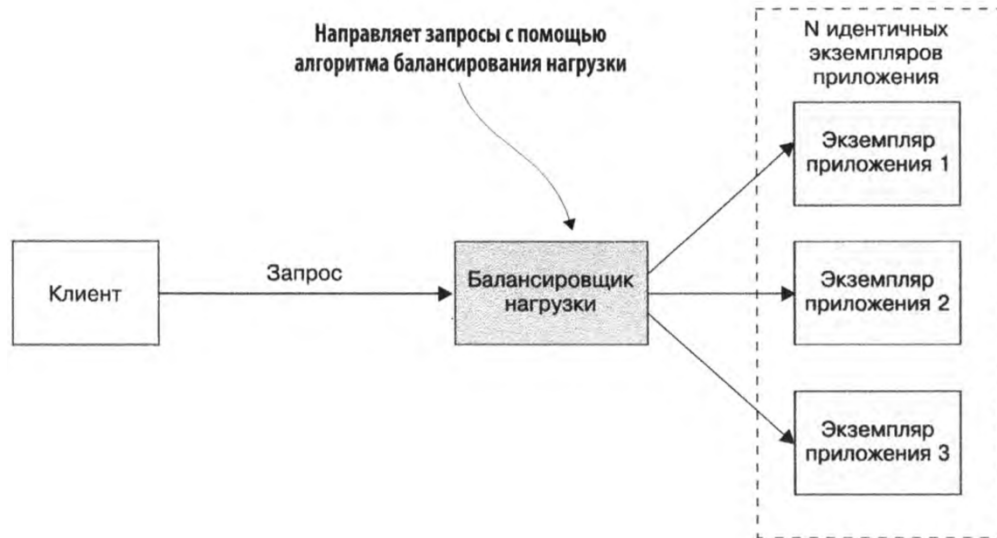 Направляет запросы с помощью
алгоритма балансирования нагрузки
N идентичных
экземпляров
приложения
Экземпляр
приложения 1
Клиент
Запрос
Балансировщик
нагрузки
Экземпляр
приложения 2
Экземпляр
приложения 3